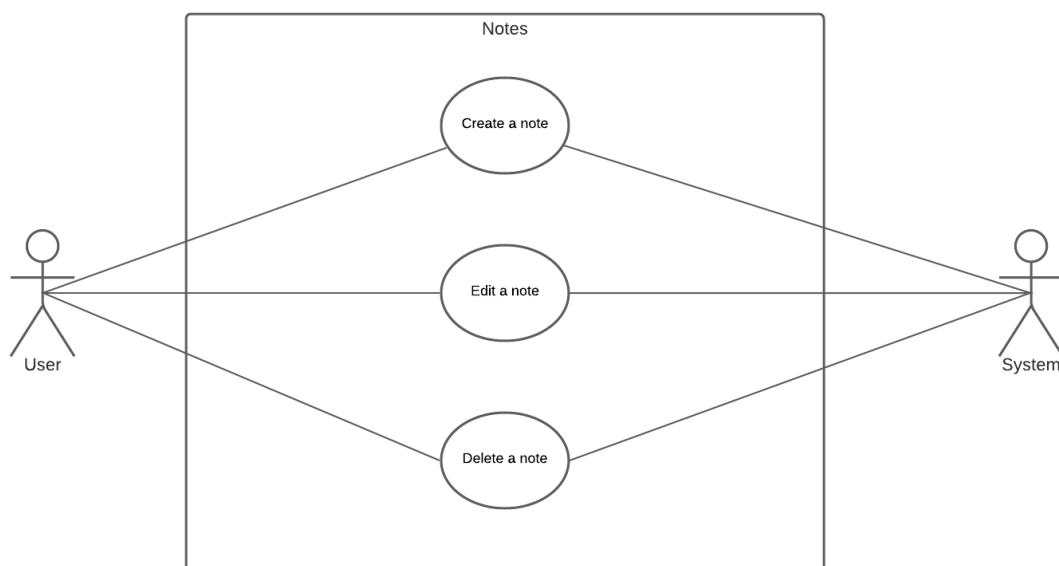 Notes
Create a note
Edit a note
User
System
Delete a note